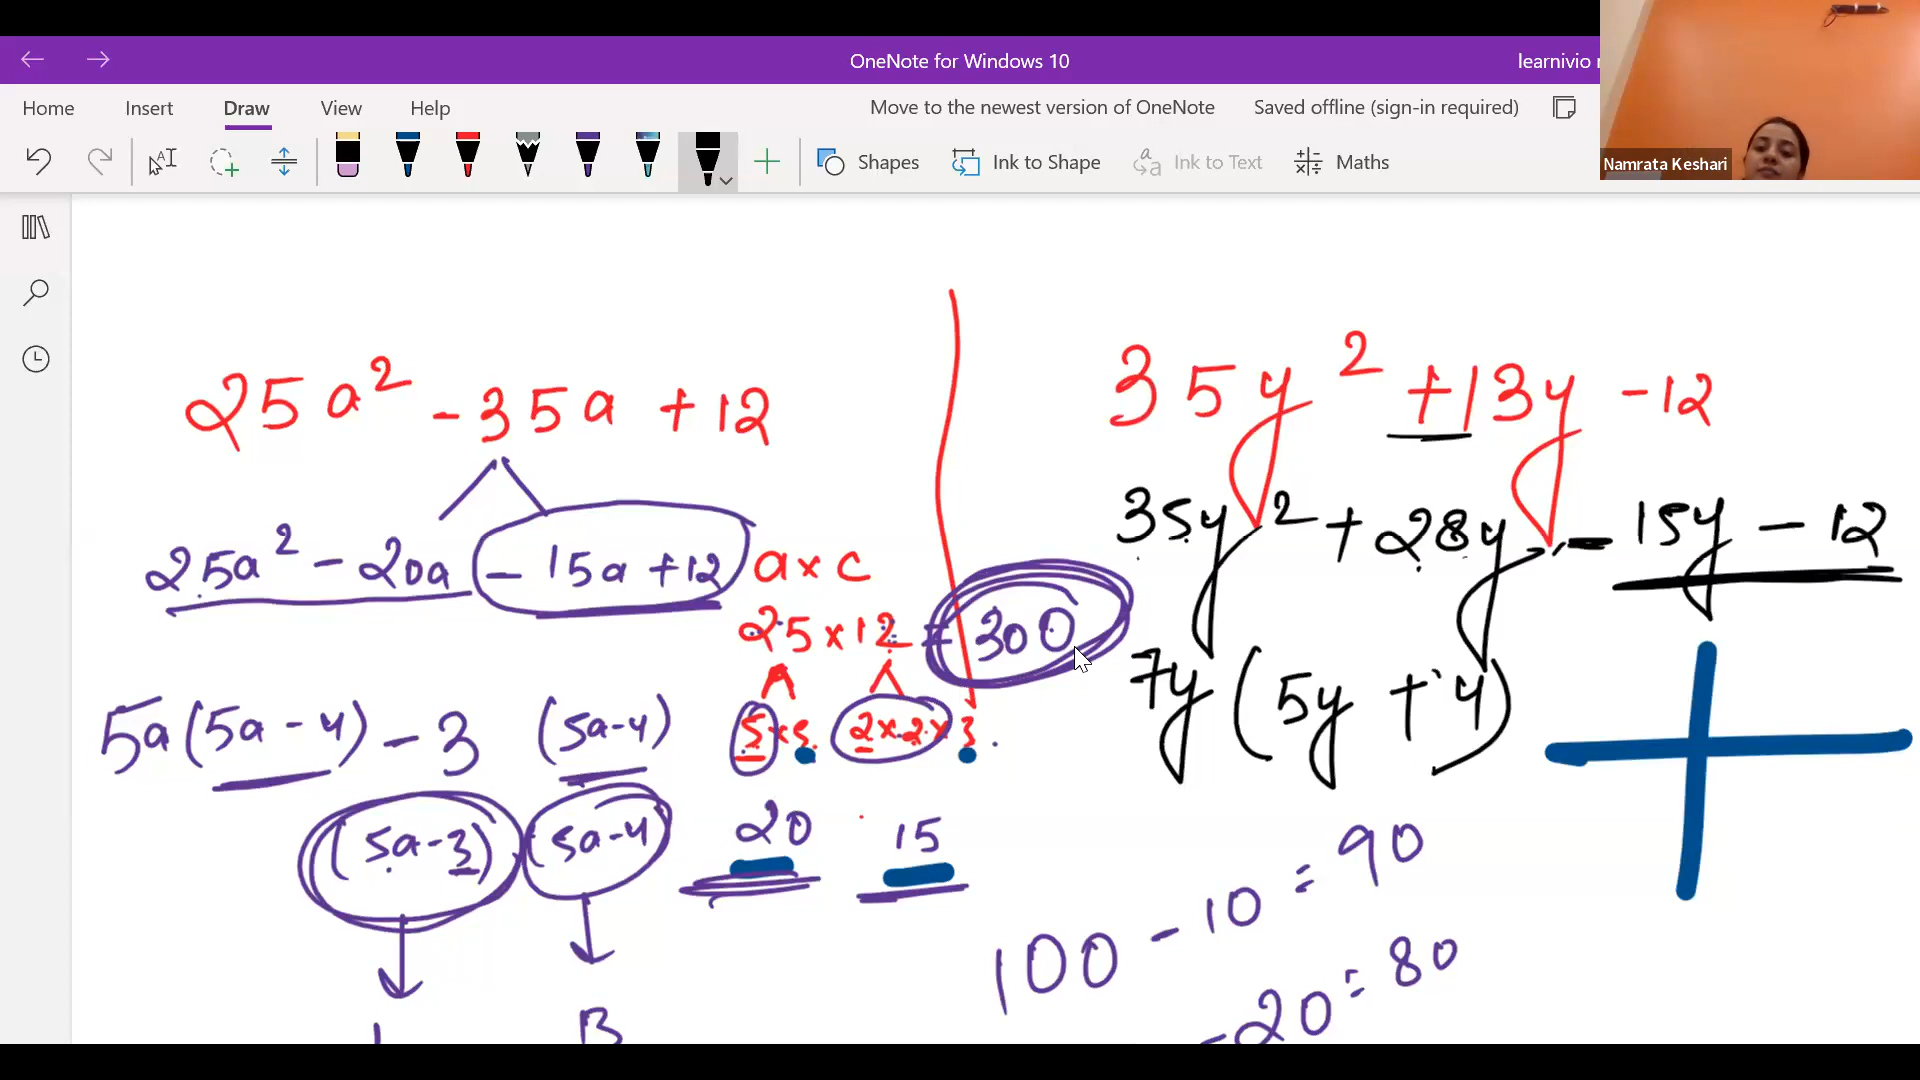 OneNote for Windows 10
learnivio
Home Insert Draw View Help
Move to the newest version of OneNote Saved offline (sign-in required)
Shapes Ink to Shape Ink to Text Maths
Namrata Keshari
25a² - 35a + 12
25a² - 20a - 15a + 12
a × c
25 × 12 = 300
5 × 5 2 × 2 × 3
5a (5a - 4) - 3 (5a - 4)
(5a - 3) (5a - 4)
20 15
B
35y² + 13y - 12
35y² + 28y - 15y - 12
7y (5y + 4)
100 - 10 = 90
- 20 = 80